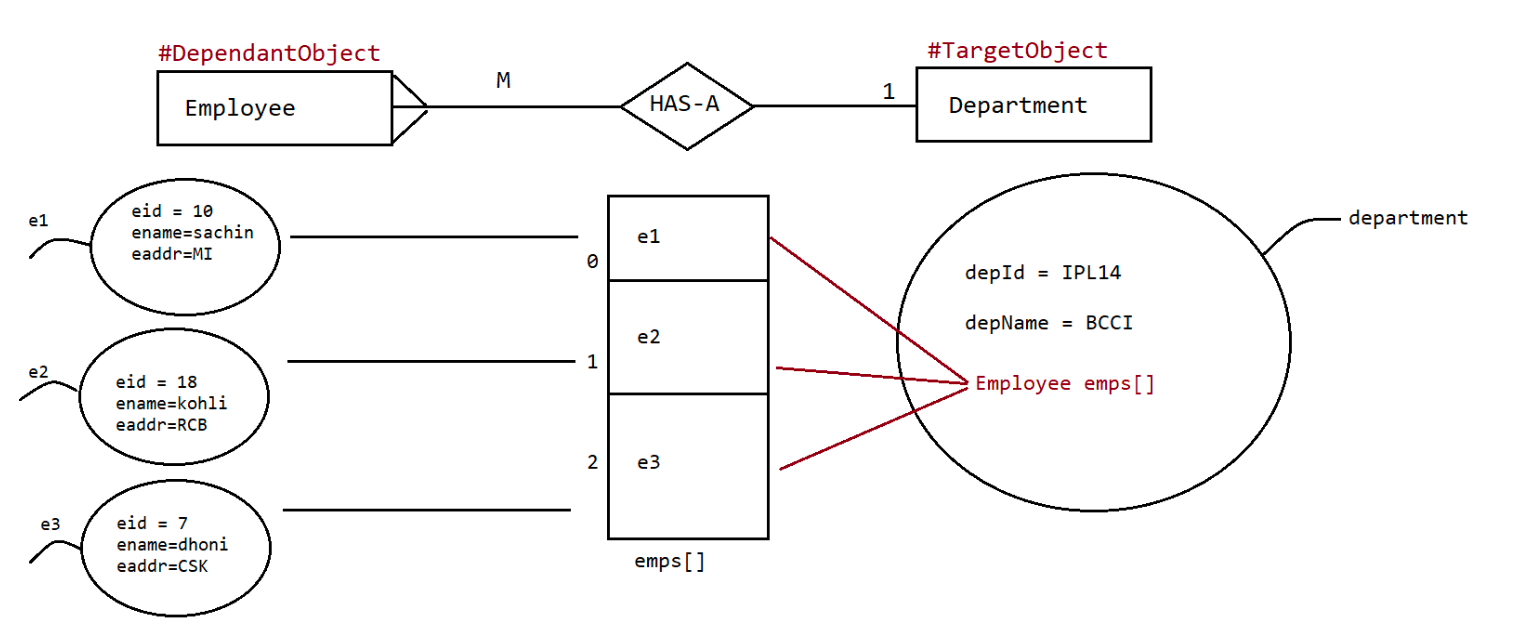 #DependantObject
#TargetObject
Employee
M
HAS-A
1
Department
e1
eid = 10
ename=sachin
eaddr=MI
e2
eid = 18
ename=kohli
eaddr=RCB
e3
eid = 7
ename=dhoni
eaddr=CSK
0
e1
1
e2
2
e3
emps[]
department
depId = IPL14
depName = BCCI
Employee emps[]